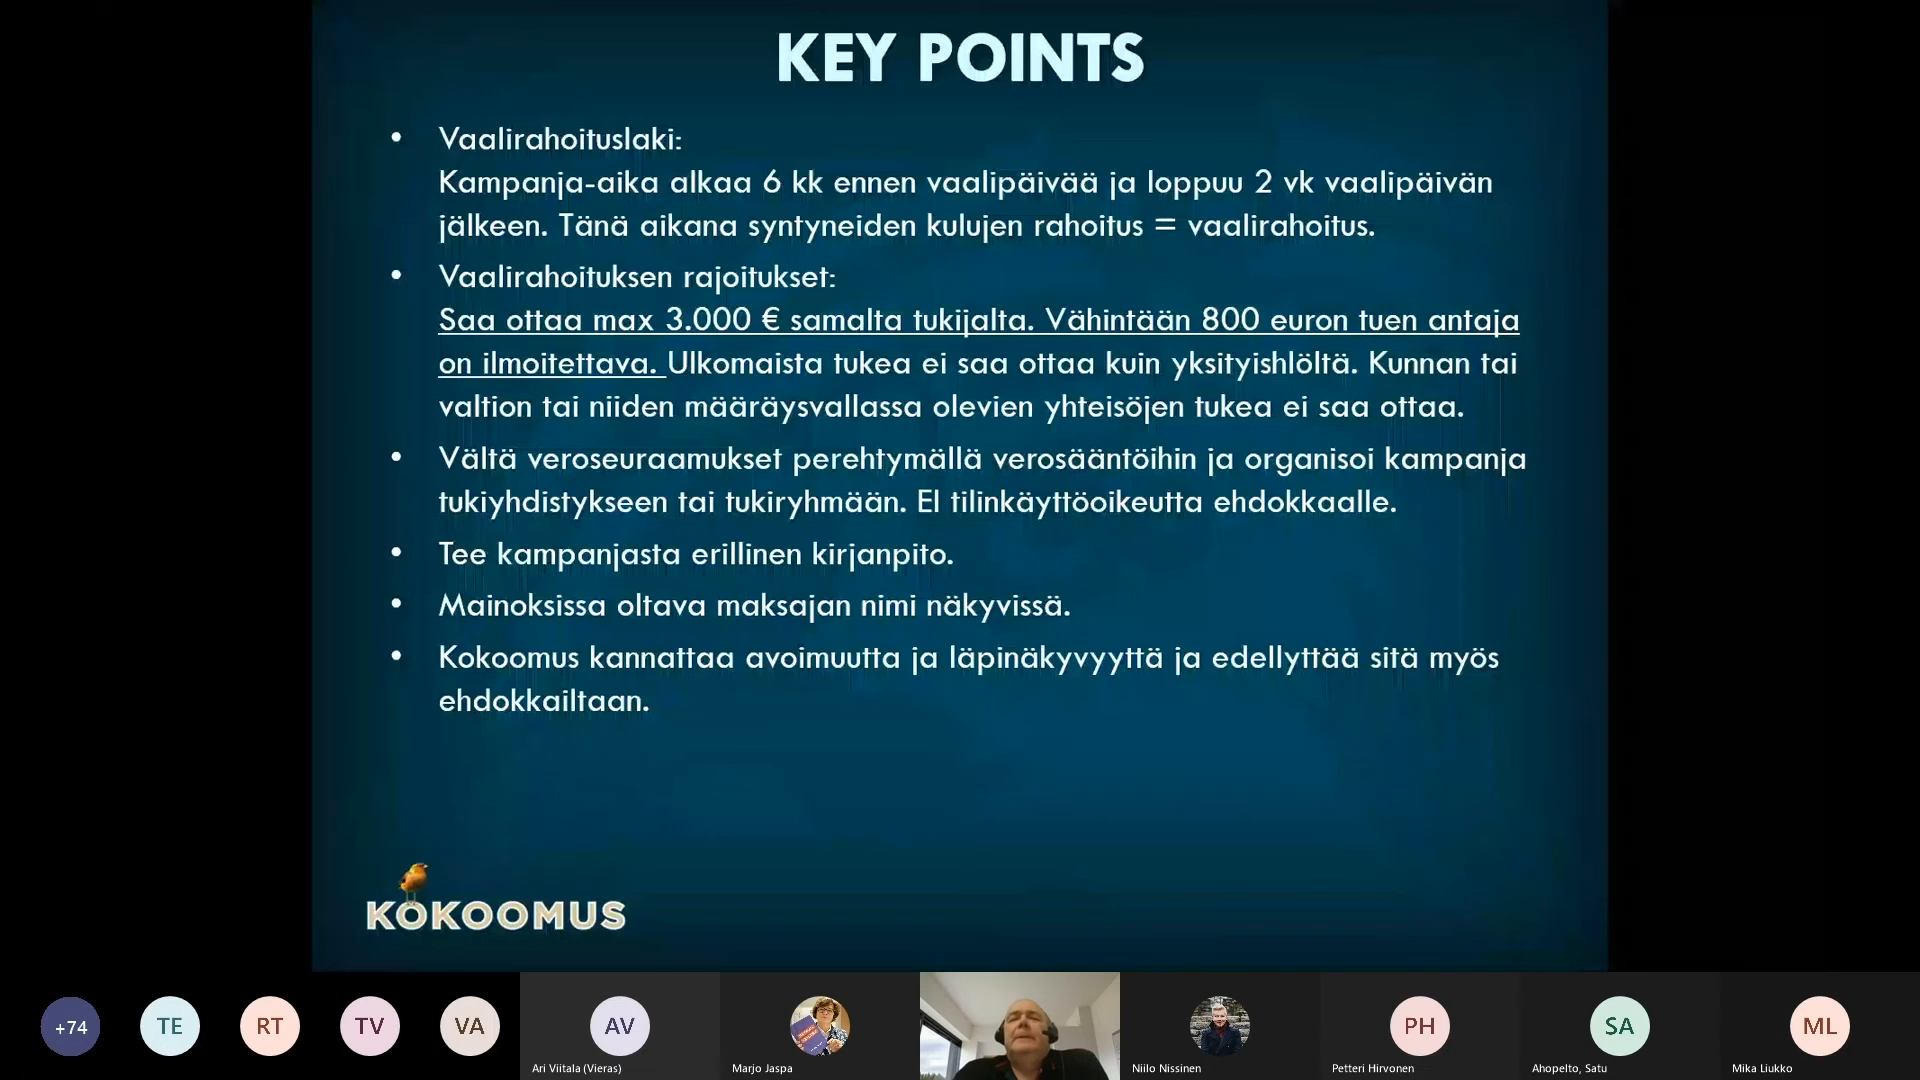 KEY POINTS
• Vaalirahoituslaki:
Kampanja-aika alkaa 6 kk ennen vaalipäivää ja loppuu 2 vk vaalipäivän
jälkeen. Tänä aikana syntyneiden kulujen rahoitus = vaalirahoitus.
• Vaalirahoituksen rajoitukset:
Saa ottaa max 3.000 € samalta tukijalta. Vähintään 800 euron tuen antaja
on ilmoitettava. Ulkomaista tukea ei saa ottaa kuin yksityishlöltä. Kunnan tai
valtion tai niiden määräysvallassa olevien yhteisöjen tukea ei saa ottaa.
• Vältä veroseuraamukset perehtymällä verosääntöihin ja organisoi kampanja
tukiyhdistykseen tai tukiryhmään. EI tilinkäyttöoikeutta ehdokkaalle.
• Tee kampanjasta erillinen kirjanpito.
• Mainoksissa oltava maksajan nimi näkyvissä.
• Kokoomus kannattaa avoimuutta ja läpinäkyvyyttä ja edellyttää sitä myös
ehdokkailtaan.
KOKOOMUS
+74 TE RT TV VA AV PH SA ML
Ari Viitala (Vieras) Marjo Jaspa Niilo Nissinen Petteri Hirvonen Ahopelto, Satu Mika Liukko